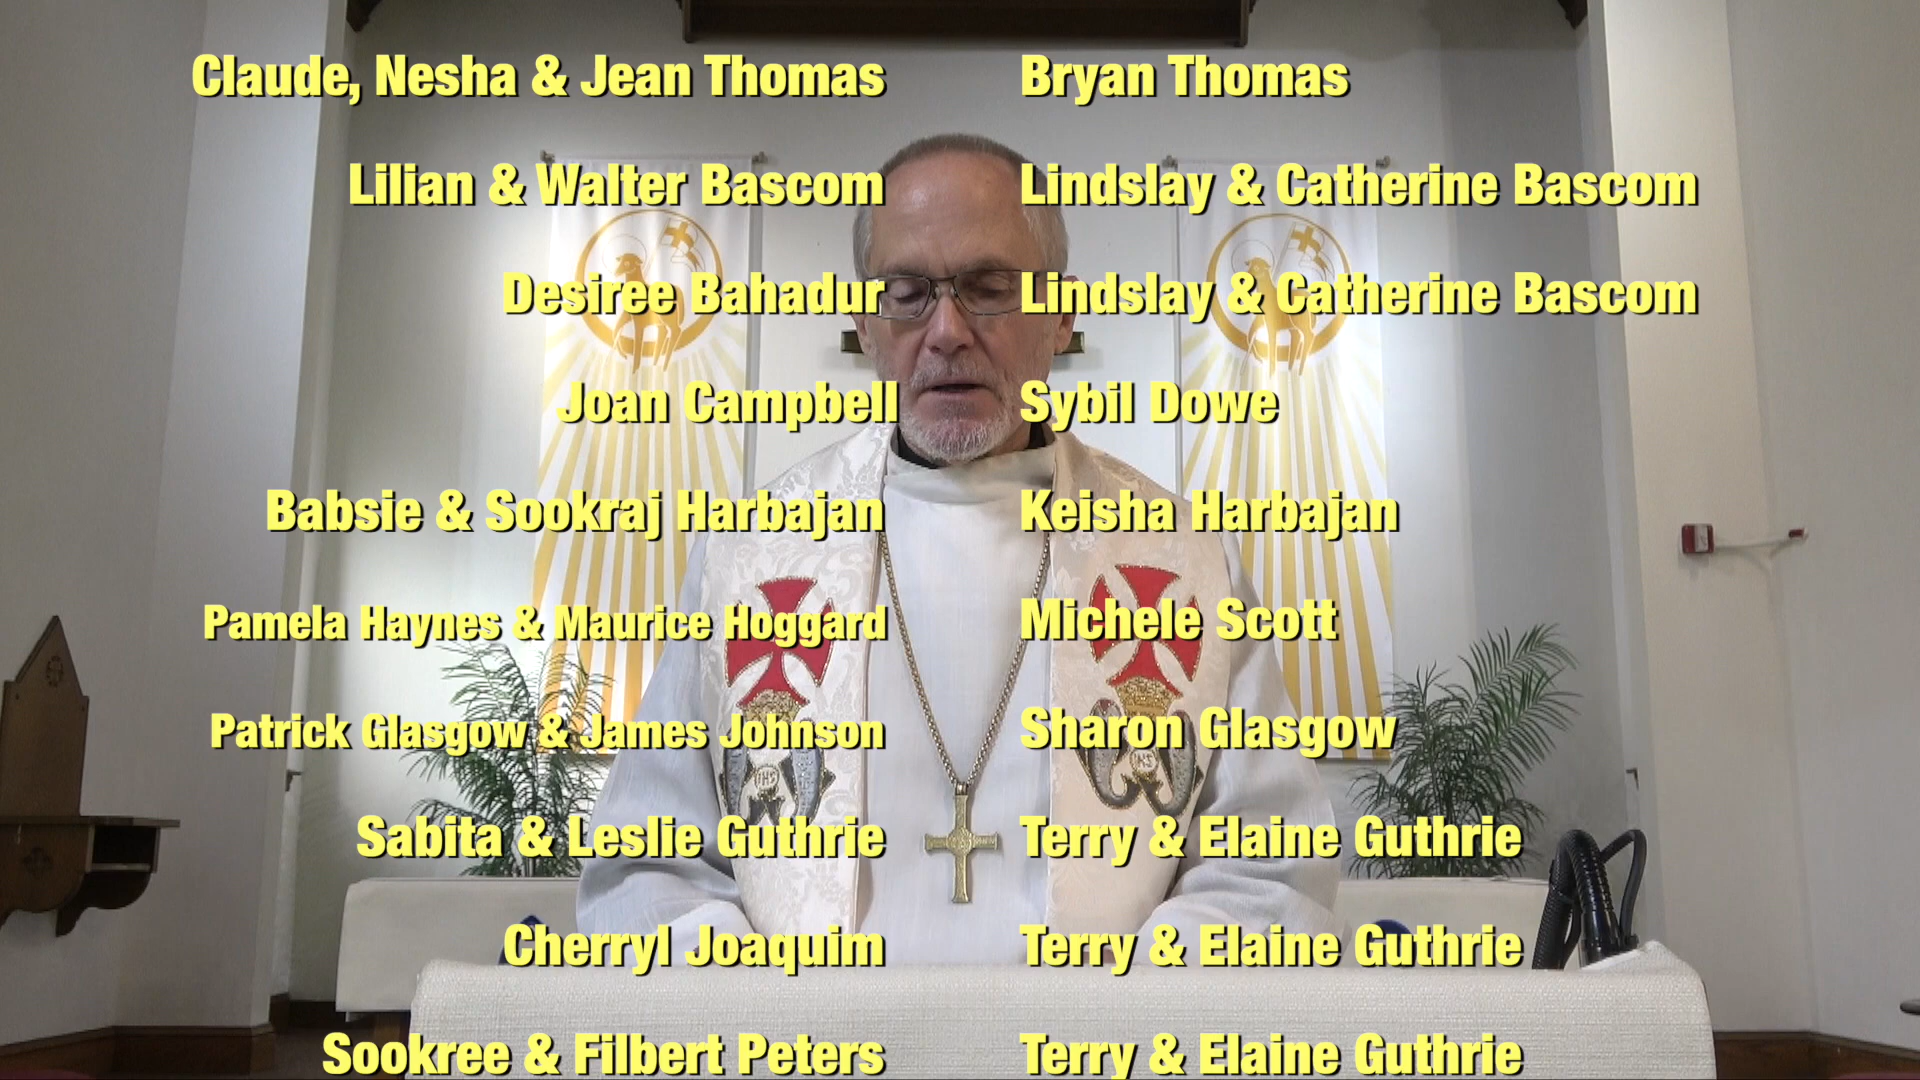 Claude, Nesha & Jean Thomas Bryan Thomas
Lilian & Walter Bascom Lindslay & Catherine Bascom
Desiree Bahadur Lindslay & Catherine Bascom
Joan Campbell Sybil Dowe
Babsie & Sookraj Harbajan Keisha Harbajan
Pamela Haynes & Maurice Hoggard Michele Scott
Patrick Glasgow & James Johnson Sharon Glasgow
IHS IHS
Sabita & Leslie Guthrie Terry & Elaine Guthrie
Cherryl Joaquim Terry & Elaine Guthrie
Sookree & Filbert Peters Terry & Elaine Guthrie